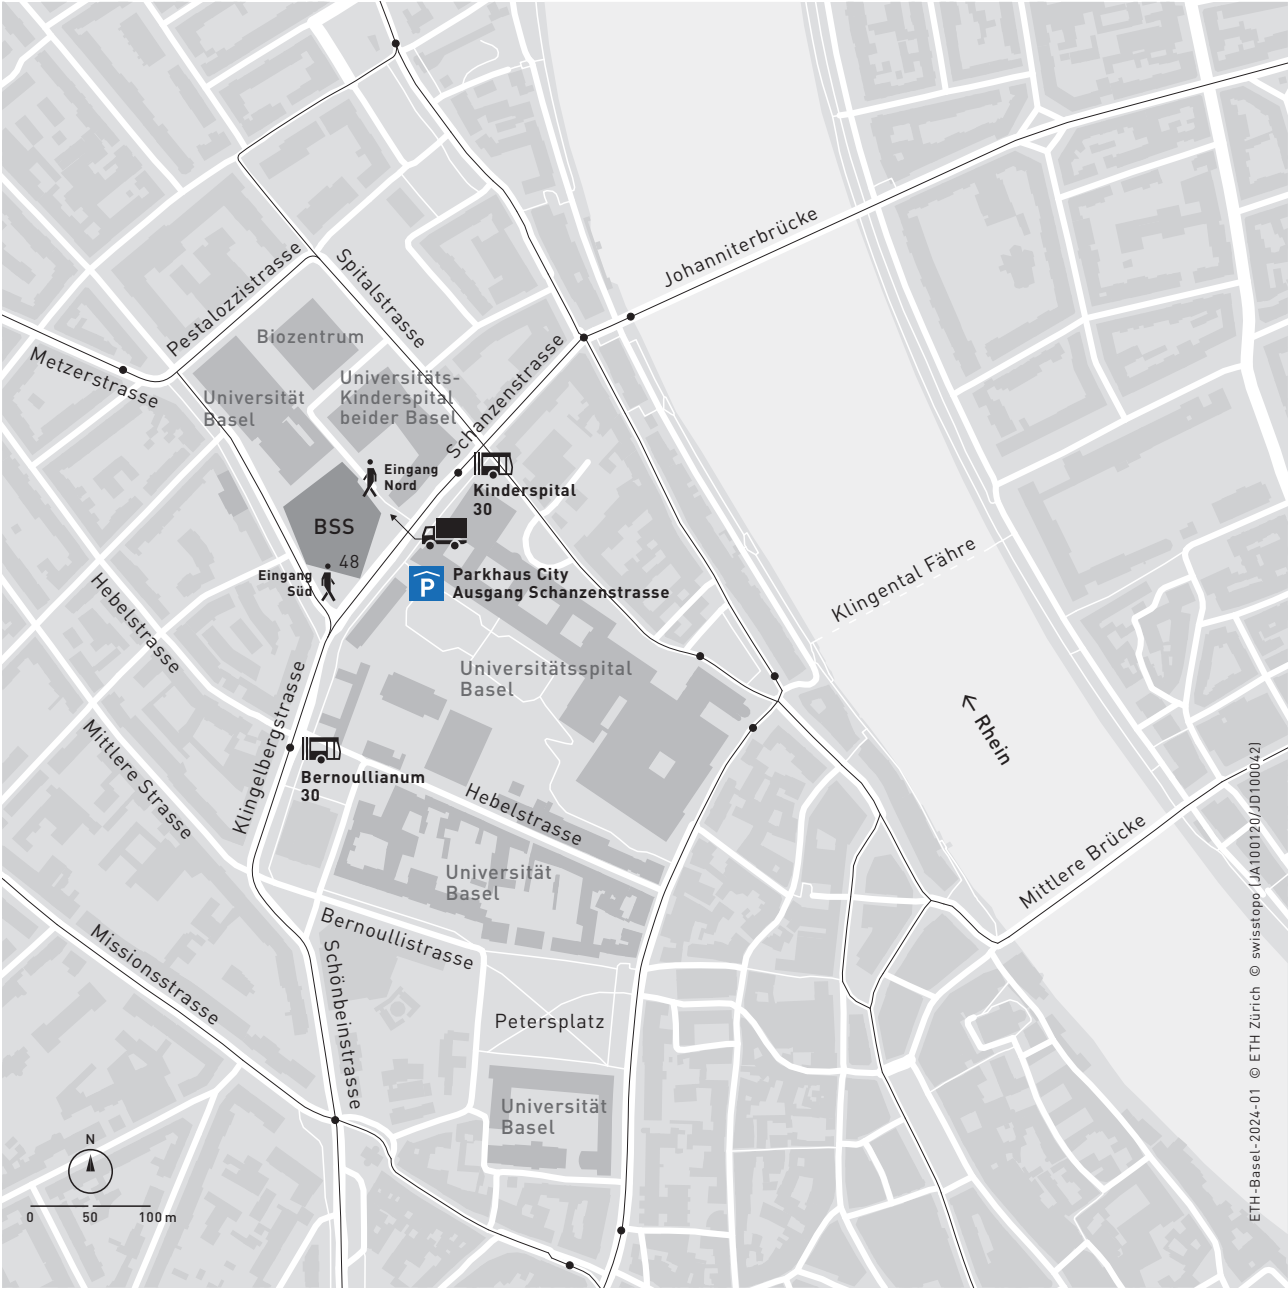 Johanniterbrücke
Pestalozzistrasse
Spitalstrasse
Biozentrum
Metzerstrasse
Schanzenstrasse
Universitäts-
Kinderspital
beider Basel
Universität
Basel
Eingang
Nord
Kinderspital
30
BSS
48
Eingang
Süd
P
Parkhaus City
Ausgang Schanzenstrasse
Klingental Fähre
Hebelstrasse
Universitätsspital
Basel
Klingelbergstrasse
Mittlere Strasse
Rhein
Bernoullianum
30
Hebelstrasse
Mittlere Brücke
Universität
Basel
Bernoullistrasse
Missionsstrasse
Schönbeinstrasse
Petersplatz
Universität
Basel
N
0 50 100 m
ETH-Basel-2024-01 © ETH Zürich © swisstopo (JA100120/JD100042)